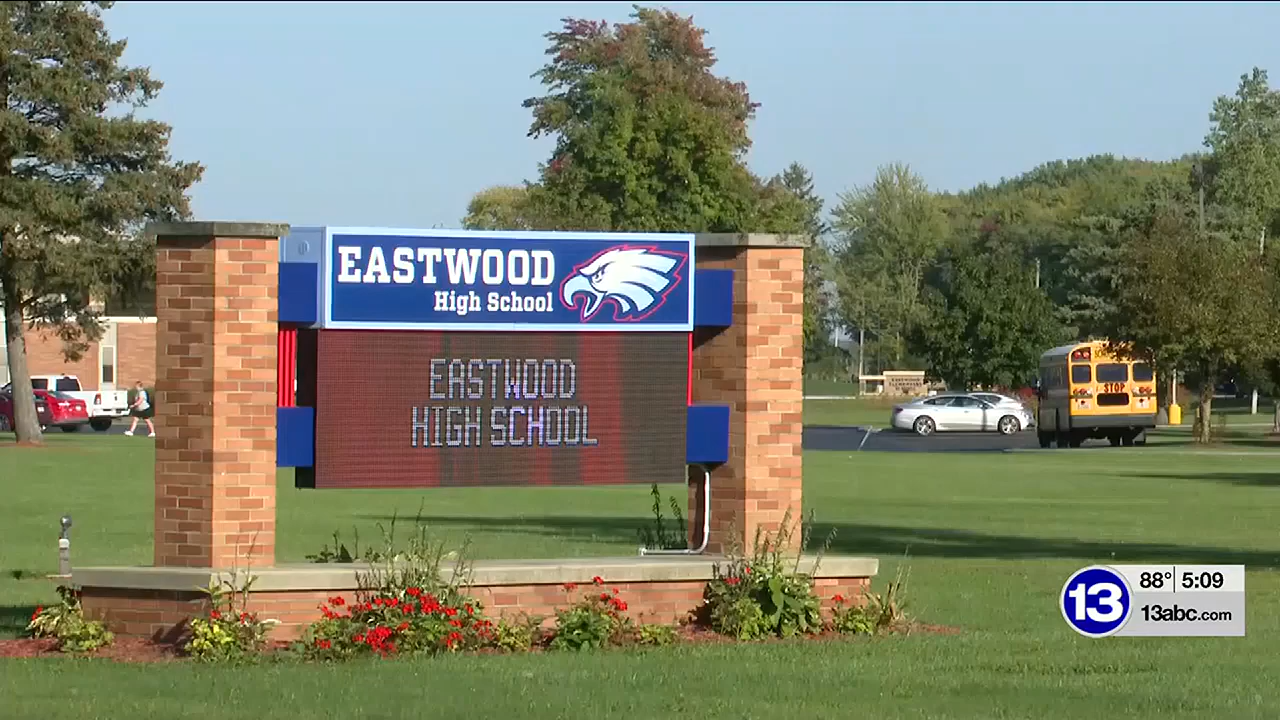 EASTWOOD
High School
EASTWOOD
HIGH SCHOOL
STOP
13
88° 5:09
13abc.com